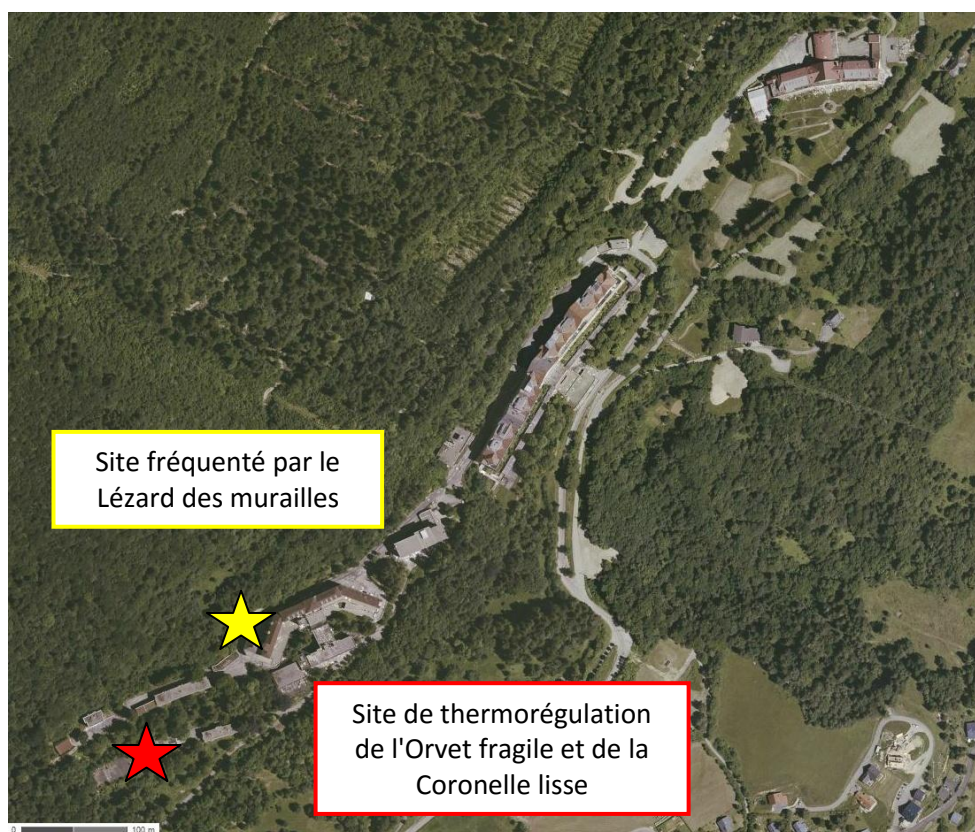 Site fréquenté par le
Lézard des murailles
Site de thermorégulation
de l'Orvet fragile et de la
Coronelle lisse
0 100 m